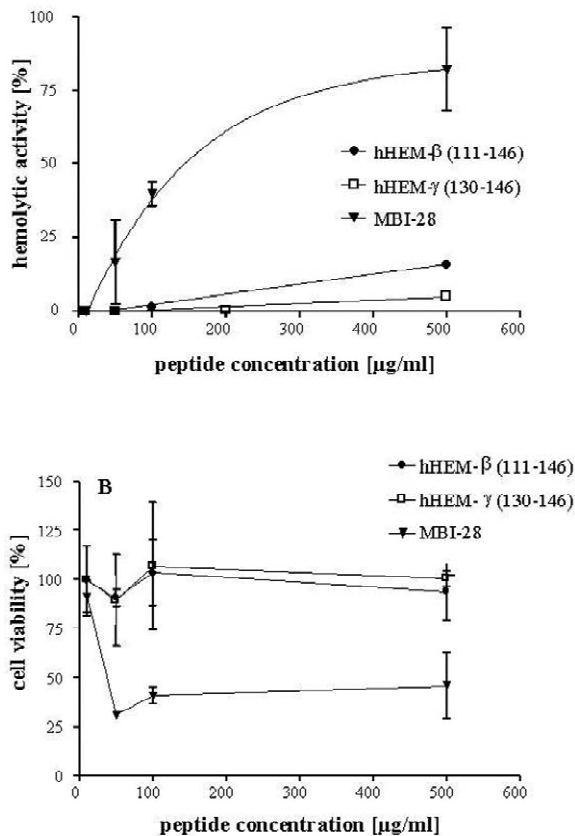 100
75
50
25
0
hemolytic activity [%]
hHEM-β (111-146)
hHEM-γ (130-146)
MBI-28
0 100 200 300 400 500 600
peptide concentration [µg/ml]
hHEM-β (111-146)
hHEM- γ (130-146)
MBI-28
B
150
125
100
75
50
25
0
cell viability [%]
0 100 200 300 400 500 600
peptide concentration [µg/ml]